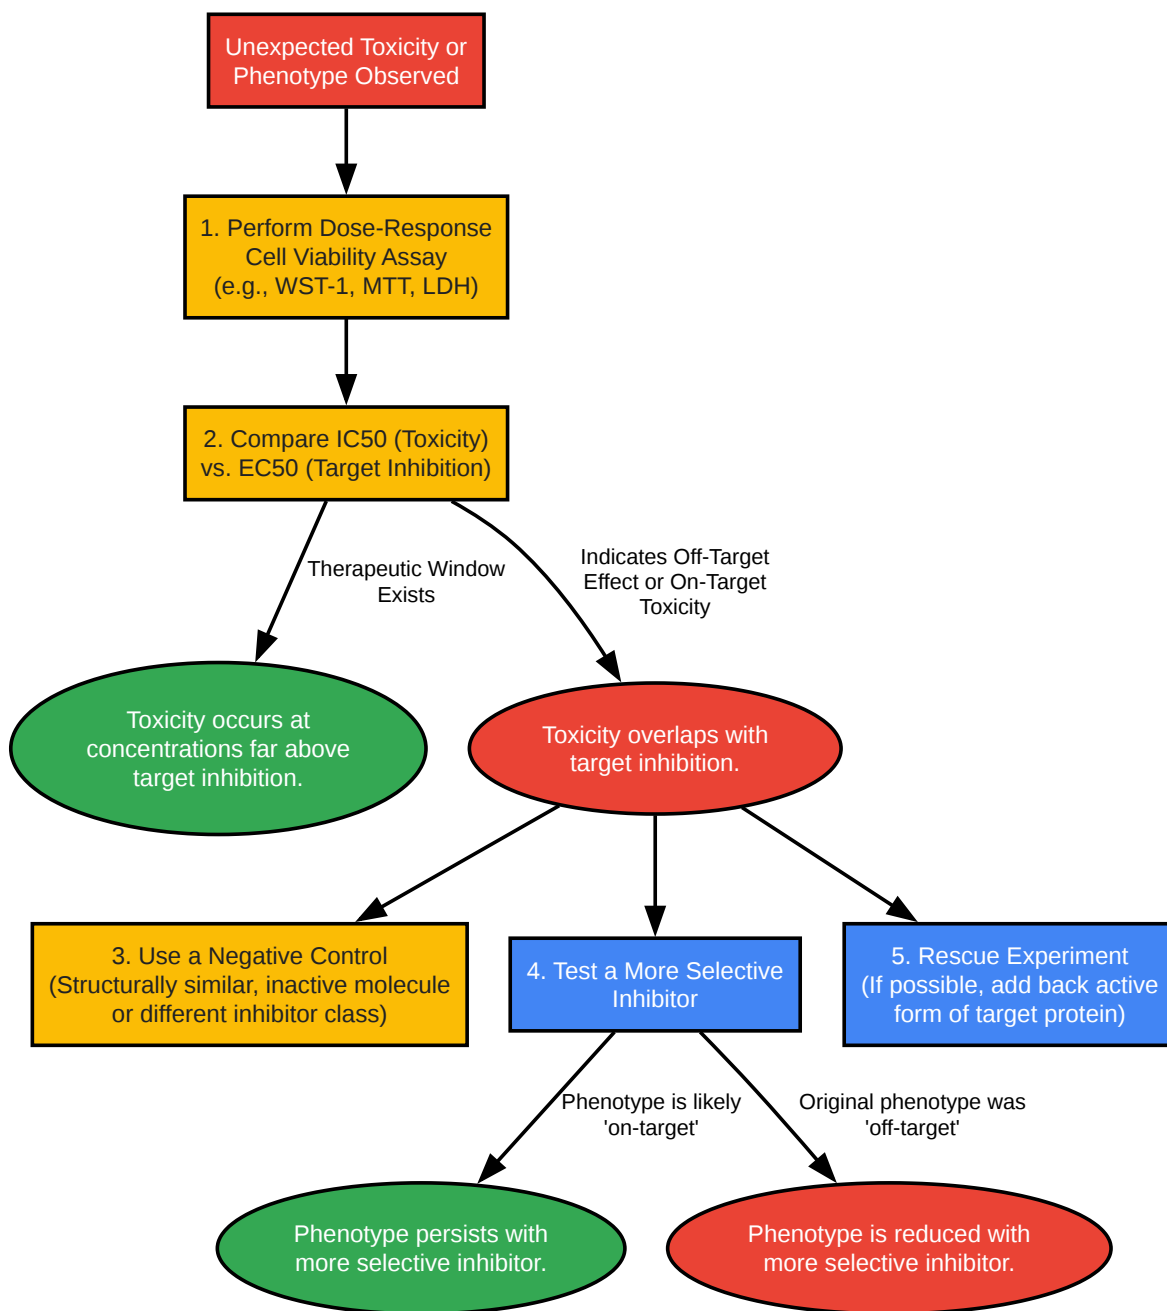 Unexpected Toxicity or
Phenotype Observed
1. Perform Dose-Response
Cell Viability Assay
(e.g., WST-1, MTT, LDH)
2. Compare IC50 (Toxicity)
vs. EC50 (Target Inhibition)
Therapeutic Window
Exists
Indicates Off-Target
Effect or On-Target
Toxicity
Toxicity occurs at
concentrations far above
target inhibition.
Toxicity overlaps with
target inhibition.
3. Use a Negative Control
(Structurally similar, inactive molecule
or different inhibitor class)
4. Test a More Selective
Inhibitor
5. Rescue Experiment
(If possible, add back active
form of target protein)
Phenotype is likely
'on-target'
Original phenotype was
'off-target'
Phenotype persists with
more selective inhibitor.
Phenotype is reduced with
more selective inhibitor.